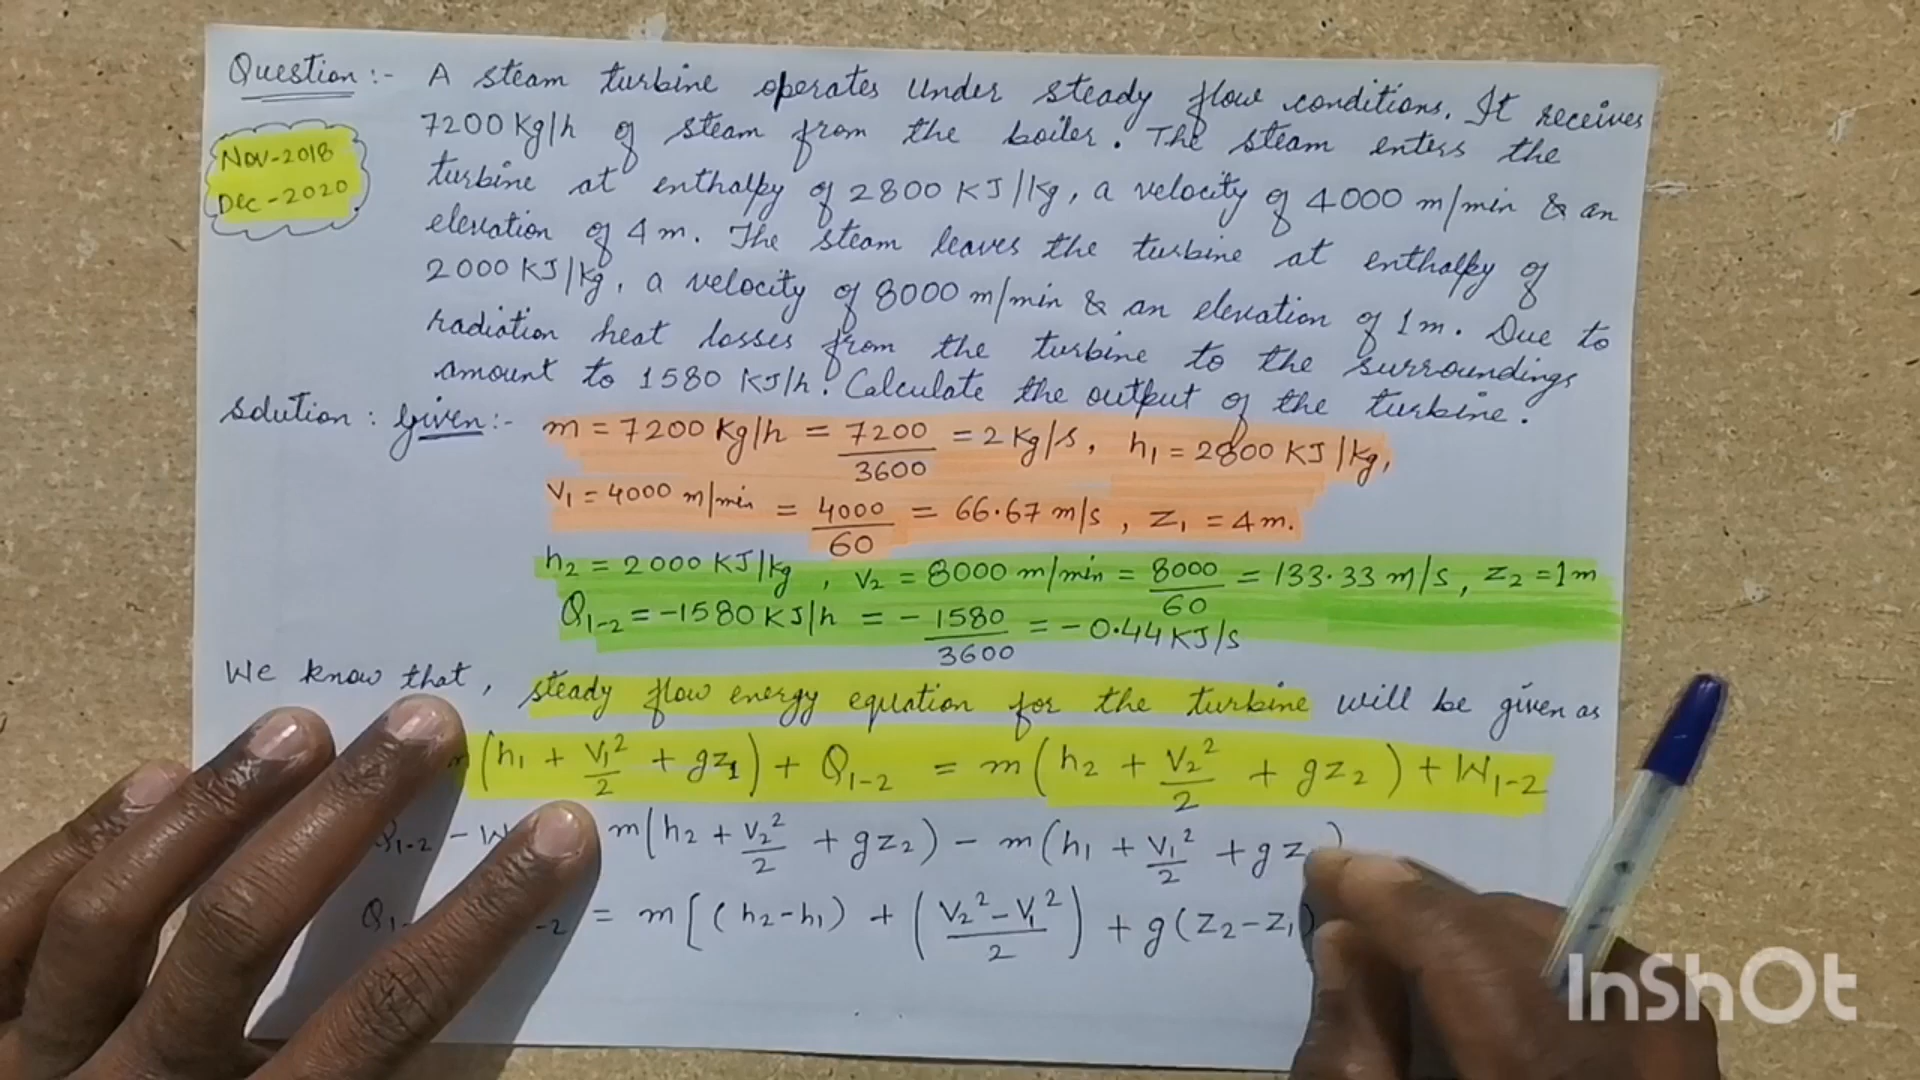 Question :- A steam turbine operates under steady flow conditions. It receives
7200 Kg/h of steam from the boiler. The steam enters the
turbine at enthalpy of 2800 KJ/kg, a velocity of 4000 m/min & an
elevation of 4m. The steam leaves the turbine at enthalpy of
2000 KJ/kg, a velocity of 8000 m/min & an elevation of 1m. Due to
radiation heat losses from the turbine to the surroundings
amount to 1580 KJ/h. Calculate the output of the turbine.
Nov-2018
Dec-2020.
Solution : Given :- m = 7200 Kg/h = 7200/3600 = 2 Kg/s, h1 = 2800 KJ/kg,
V1 = 4000 m/min = 4000/60 = 66.67 m/s, Z1 = 4m.
h2 = 2000 KJ/kg, V2 = 8000 m/min = 8000/60 = 133.33 m/s, Z2 = 1m
Q1-2 = -1580 KJ/h = - 1580/3600 = -0.44 KJ/s
We know that, steady flow energy equation for the turbine will be given as
(h1 + V1²/2 + gz1) + Q1-2 = m(h2 + V2²/2 + gz2) + W1-2
Q1-2 - W m(h2 + V2²/2 + gz2) - m(h1 + V1²/2 + gz
-2 = m[(h2-h1) + (V2²-V1²/2) + g(Z2-Z1)
InShOt